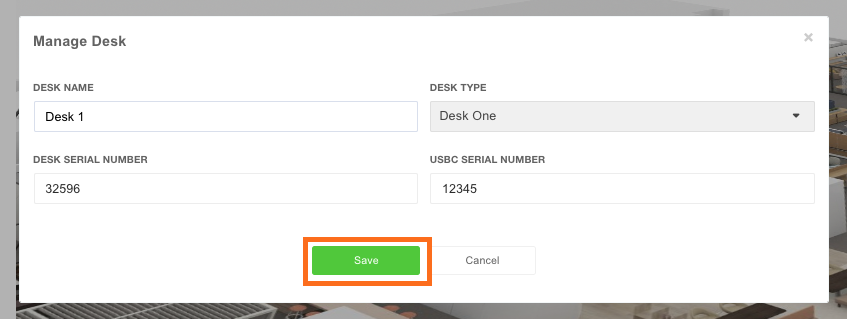 Manage Desk
×
DESK NAME
DESK TYPE
Desk 1
Desk One
DESK SERIAL NUMBER
USBC SERIAL NUMBER
32596
12345
Save
Cancel